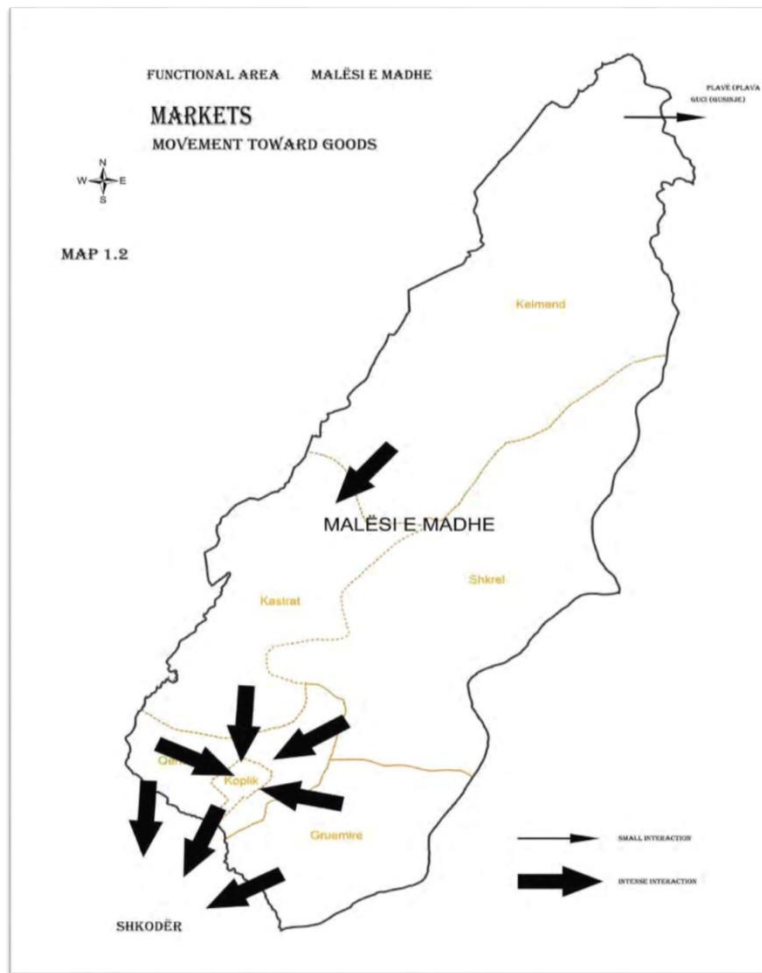 FUNCTIONAL AREA MALËSI E MADHE
MARKETS
MOVEMENT TOWARD GOODS
PLAVË (PLAVA
GUCI (GUSINJE)
N
W E
S
MAP 1.2
Kelmend
MALËSI E MADHE
Shkrel
Kastrat
Koplik
Gruemire
SMALL INTERACTION
INTENSE INTERACTION
SHKODËR